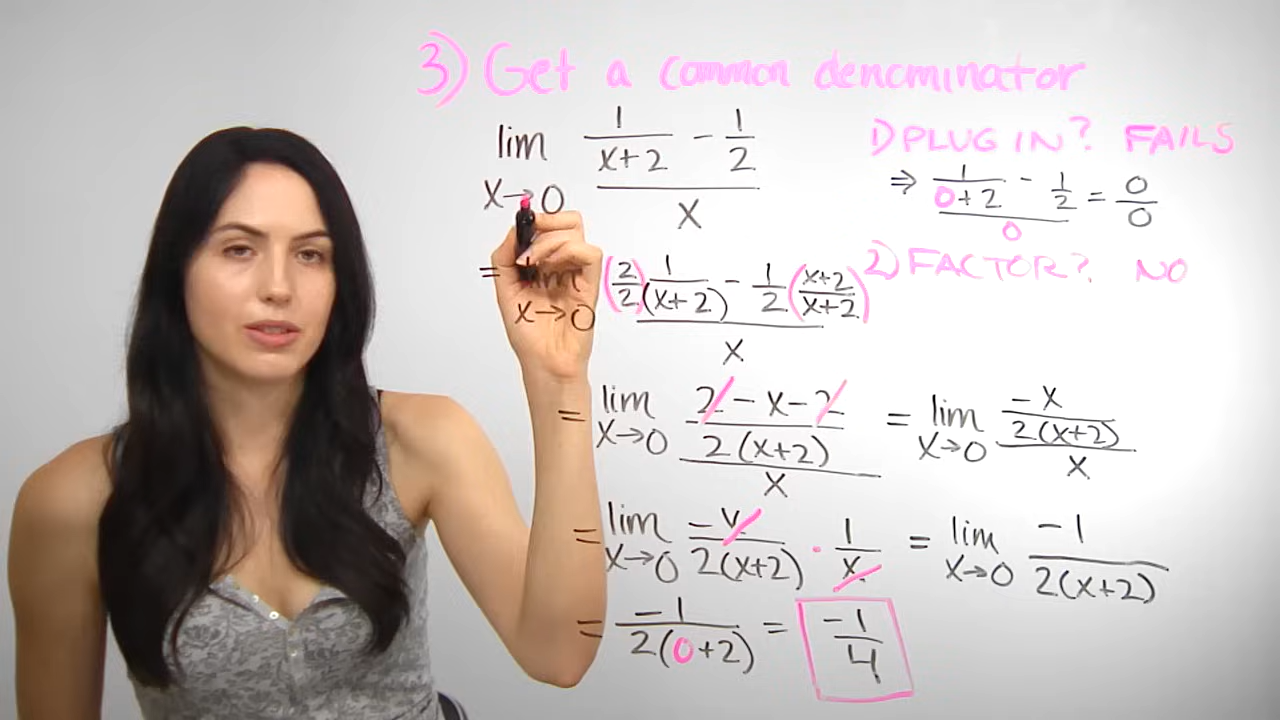 3) Get a common denominator
lim x→0 (1/(x+2) - 1/2)/x
1) PLUG IN? FAILS
⇒ (1/(0+2) - 1/2)/0 = 0/0
2) FACTOR? NO
= lim x→0 ((2/2) 1/(x+2) - 1/2 ((x+2)/(x+2)))/x
= lim x→0 ((2 - x - 2)/(2(x+2)))/x = lim x→0 (-x/(2(x+2)))/x
= lim x→0 -x/(2(x+2)) · 1/x = lim x→0 -1/(2(x+2))
= -1/(2(0+2)) = -1/4